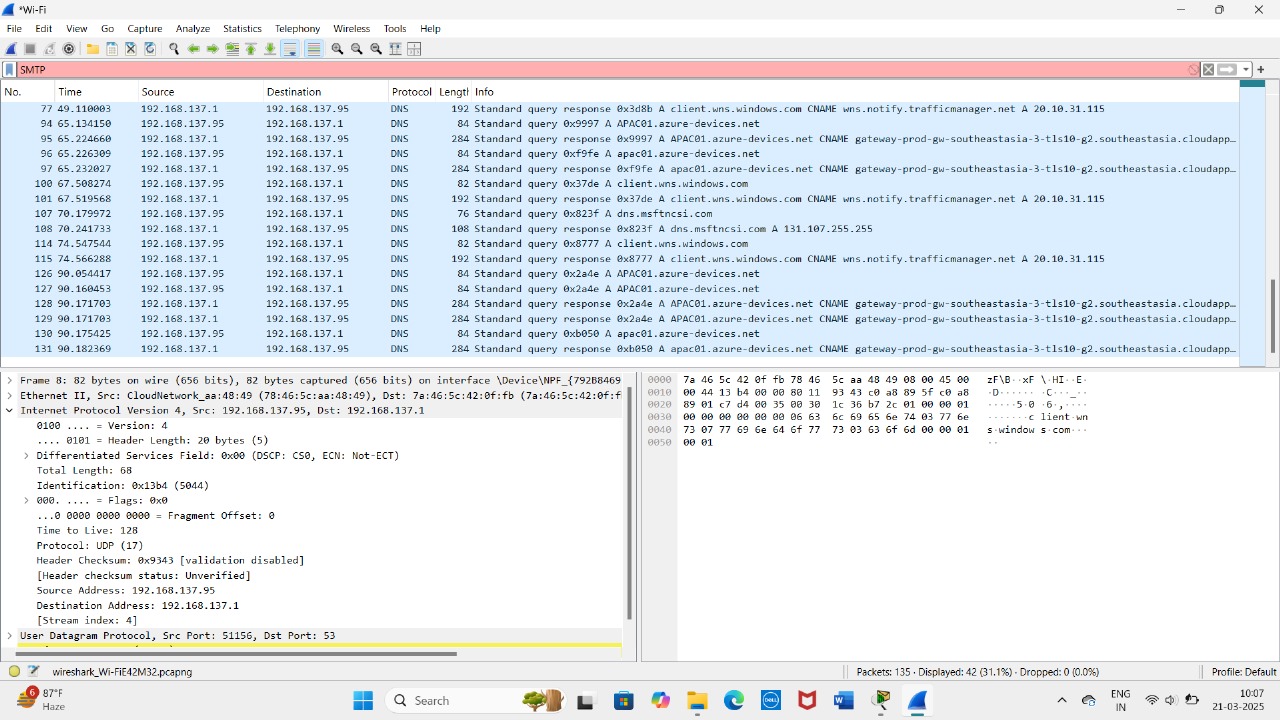 *Wi-Fi
File Edit View Go Capture Analyze Statistics Telephony Wireless Tools Help
SMTP
No. Time Source Destination Protocol Length Info
77 49.110003 192.168.137.1 192.168.137.95 DNS 192 Standard query response 0x3d8b A client.wns.windows.com CNAME wns.notify.trafficmanager.net A 20.10.31.115
94 65.134150 192.168.137.95 192.168.137.1 DNS 84 Standard query 0x9997 A APAC01.azure-devices.net
95 65.224660 192.168.137.1 192.168.137.95 DNS 284 Standard query response 0x9997 A APAC01.azure-devices.net CNAME gateway-prod-gw-southeastasia-3-tls10-g2.southeastasia.cloudapp…
96 65.226309 192.168.137.95 192.168.137.1 DNS 84 Standard query 0xf9fe A apac01.azure-devices.net
97 65.232027 192.168.137.1 192.168.137.95 DNS 284 Standard query response 0xf9fe A apac01.azure-devices.net CNAME gateway-prod-gw-southeastasia-3-tls10-g2.southeastasia.cloudapp…
100 67.508274 192.168.137.95 192.168.137.1 DNS 82 Standard query 0x37de A client.wns.windows.com
101 67.519568 192.168.137.1 192.168.137.95 DNS 192 Standard query response 0x37de A client.wns.windows.com CNAME wns.notify.trafficmanager.net A 20.10.31.115
107 70.179972 192.168.137.95 192.168.137.1 DNS 76 Standard query 0x823f A dns.msftncsi.com
108 70.241733 192.168.137.1 192.168.137.95 DNS 108 Standard query response 0x823f A dns.msftncsi.com A 131.107.255.255
114 74.547544 192.168.137.95 192.168.137.1 DNS 82 Standard query 0x8777 A client.wns.windows.com
115 74.566288 192.168.137.1 192.168.137.95 DNS 192 Standard query response 0x8777 A client.wns.windows.com CNAME wns.notify.trafficmanager.net A 20.10.31.115
126 90.054417 192.168.137.95 192.168.137.1 DNS 84 Standard query 0x2a4e A APAC01.azure-devices.net
127 90.160453 192.168.137.95 192.168.137.1 DNS 84 Standard query 0x2a4e A APAC01.azure-devices.net
128 90.171703 192.168.137.1 192.168.137.95 DNS 284 Standard query response 0x2a4e A APAC01.azure-devices.net CNAME gateway-prod-gw-southeastasia-3-tls10-g2.southeastasia.cloudapp…
129 90.171703 192.168.137.1 192.168.137.95 DNS 284 Standard query response 0x2a4e A APAC01.azure-devices.net CNAME gateway-prod-gw-southeastasia-3-tls10-g2.southeastasia.cloudapp…
130 90.175425 192.168.137.95 192.168.137.1 DNS 84 Standard query 0xb050 A apac01.azure-devices.net
131 90.182369 192.168.137.1 192.168.137.95 DNS 284 Standard query response 0xb050 A apac01.azure-devices.net CNAME gateway-prod-gw-southeastasia-3-tls10-g2.southeastasia.cloudapp…
Frame 8: 82 bytes on wire (656 bits), 82 bytes captured (656 bits) on interface \Device\NPF_{792B8469
Ethernet II, Src: CloudNetwork_aa:48:49 (78:46:5c:aa:48:49), Dst: 7a:46:5c:42:0f:fb (7a:46:5c:42:0f:f
Internet Protocol Version 4, Src: 192.168.137.95, Dst: 192.168.137.1
0100 .... = Version: 4
.... 0101 = Header Length: 20 bytes (5)
Differentiated Services Field: 0x00 (DSCP: CS0, ECN: Not-ECT)
Total Length: 68
Identification: 0x13b4 (5044)
000. .... = Flags: 0x0
...0 0000 0000 0000 = Fragment Offset: 0
Time to Live: 128
Protocol: UDP (17)
Header Checksum: 0x9343 [validation disabled]
[Header checksum status: Unverified]
Source Address: 192.168.137.95
Destination Address: 192.168.137.1
[Stream index: 4]
User Datagram Protocol, Src Port: 51156, Dst Port: 53
0000 7a 46 5c 42 0f fb 78 46 5c aa 48 49 08 00 45 00 zF\B··xF \·HI··E·
0010 00 44 13 b4 00 00 80 11 93 43 c0 a8 89 5f c0 a8 ·D······ ·C···_··
0020 89 01 c7 d4 00 35 00 30 1c 36 b7 2c 01 00 00 01 ·····5·0 ·6·,····
0030 00 00 00 00 00 00 06 63 6c 69 65 6e 74 03 77 6e ·······c lient·wn
0040 73 07 77 69 6e 64 6f 77 73 03 63 6f 6d 00 00 01 s·window s·com···
0050 00 01 ··
wireshark_Wi-FiE42M32.pcapng
Packets: 135 · Displayed: 42 (31.1%) · Dropped: 0 (0.0%)
Profile: Default
6
87°F
Haze
Search
DELL
W
ENG
IN
10:07
21-03-2025